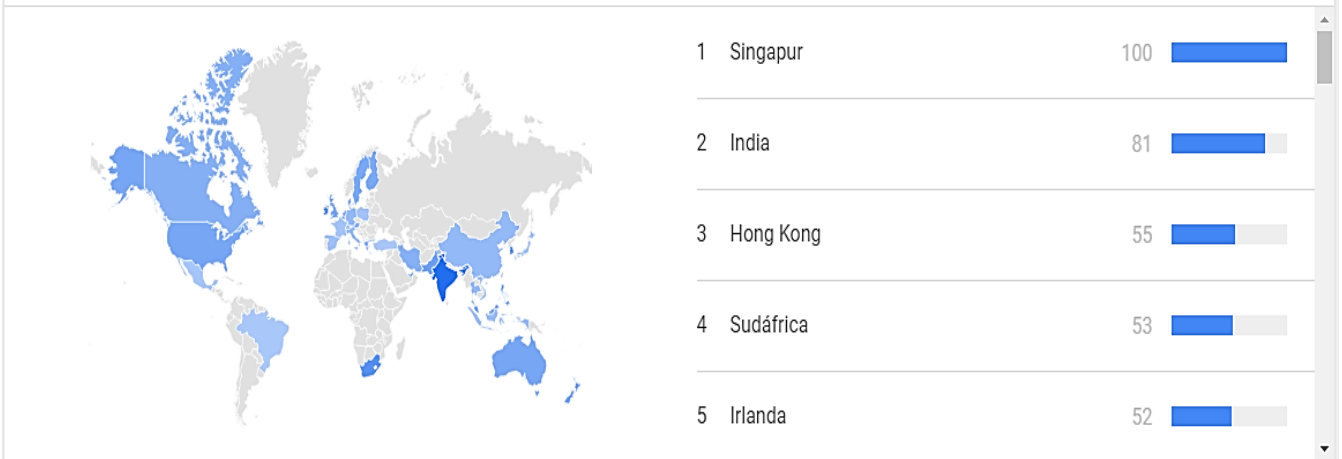 1 Singapur 100
2 India 81
3 Hong Kong 55
4 Sudáfrica 53
5 Irlanda 52